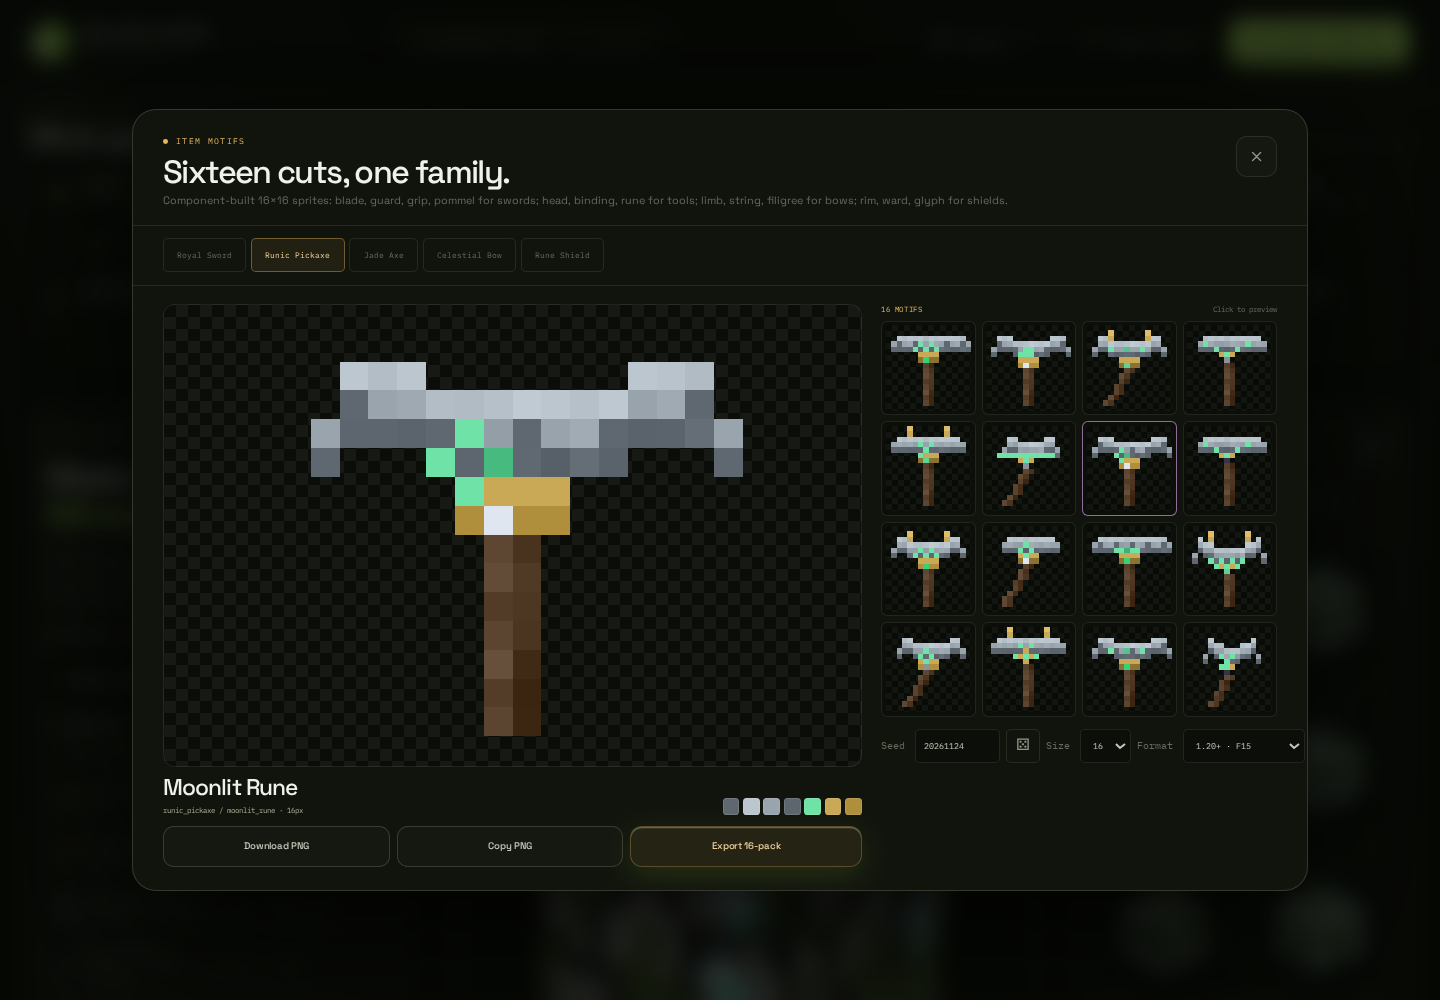 ITEM MOTIFS
Sixteen cuts, one family.
Component-built 16×16 sprites: blade, guard, grip, pommel for swords; head, binding, rune for tools; limb, string, filigree for bows; rim, ward, glyph for shields.
Royal Sword
Runic Pickaxe
Jade Axe
Celestial Bow
Rune Shield
16 MOTIFS
Click to preview
Seed
20261124
Size
16
Format
1.20+ · F15
Moonlit Rune
runic_pickaxe / moonlit_rune · 16px
Download PNG
Copy PNG
Export 16-pack